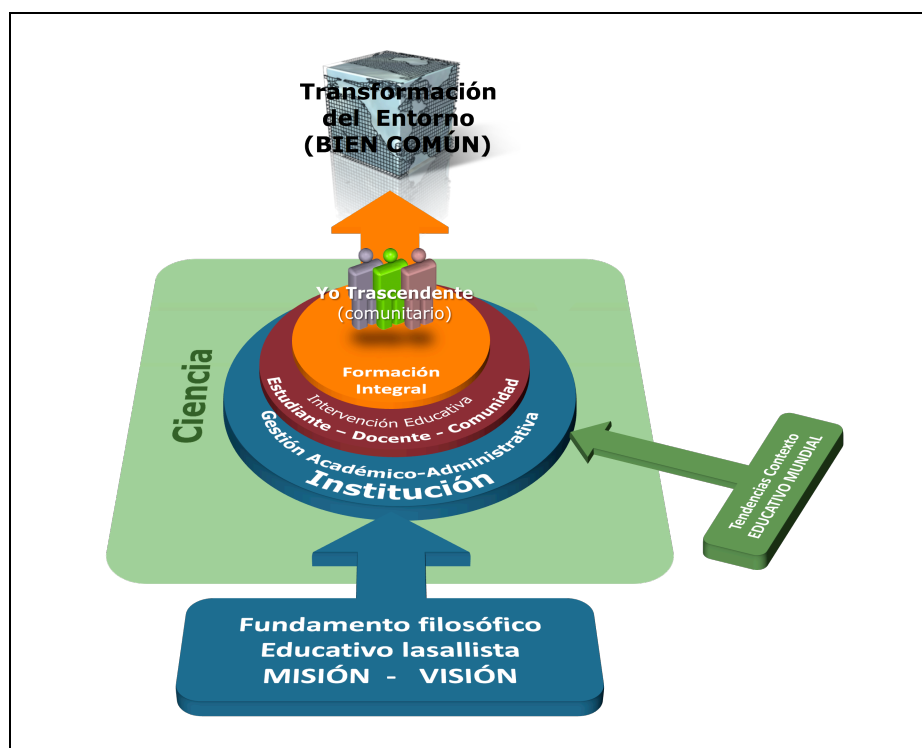 Transformación
del Entorno
(BIEN COMÚN)
Yo Trascendente
(comunitario)
Formación
Integral
Intervención Educativa
Estudiante – Docente - Comunidad
Gestión Académico-Administrativa
Institución
Ciencia
Tendencias Contexto
EDUCATIVO MUNDIAL
Fundamento filosófico
Educativo lasallista
MISIÓN - VISIÓN